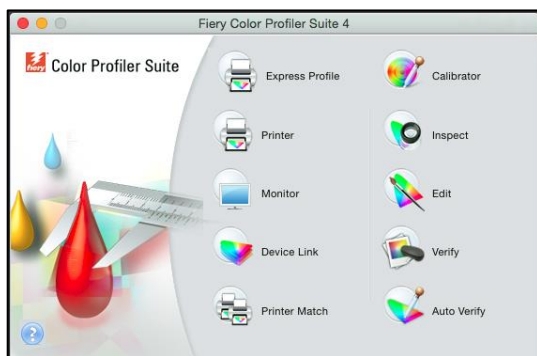 Fiery Color Profiler Suite 4
fiery Color Profiler Suite
Express Profile
Printer
Monitor
Device Link
Printer Match
Calibrator
Inspect
Edit
Verify
Auto Verify
?